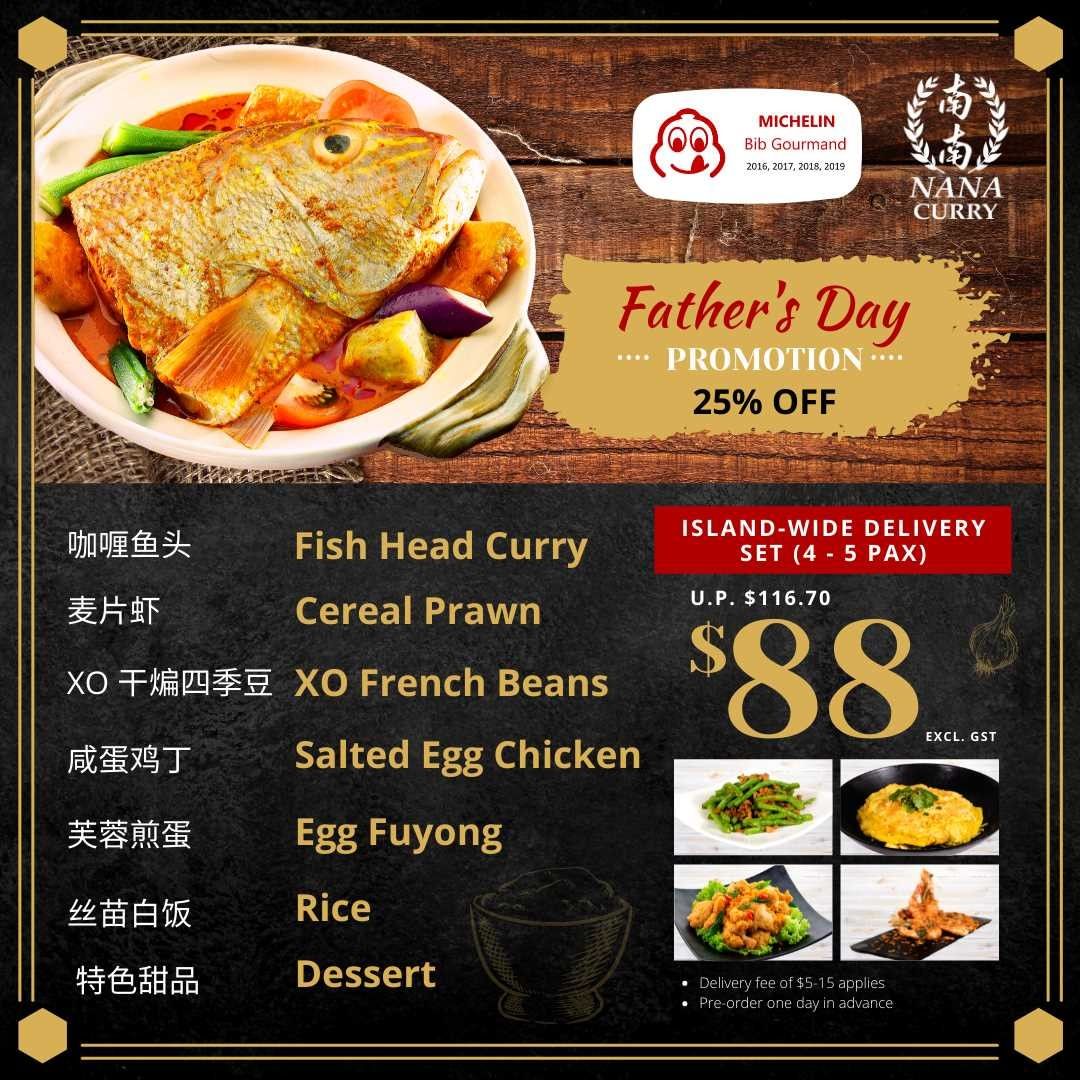 MICHELIN
Bib Gourmand
2016, 2017, 2018, 2019
南
南
NANA
CURRY
Father's Day
PROMOTION
25% OFF
咖喱鱼头 Fish Head Curry
麦片虾 Cereal Prawn
XO 干煸四季豆 XO French Beans
咸蛋鸡丁 Salted Egg Chicken
芙蓉煎蛋 Egg Fuyong
丝苗白饭 Rice
特色甜品 Dessert
ISLAND-WIDE DELIVERY
SET (4 - 5 PAX)
U.P. $116.70
$88
EXCL. GST
• Delivery fee of $5-15 applies
• Pre-order one day in advance